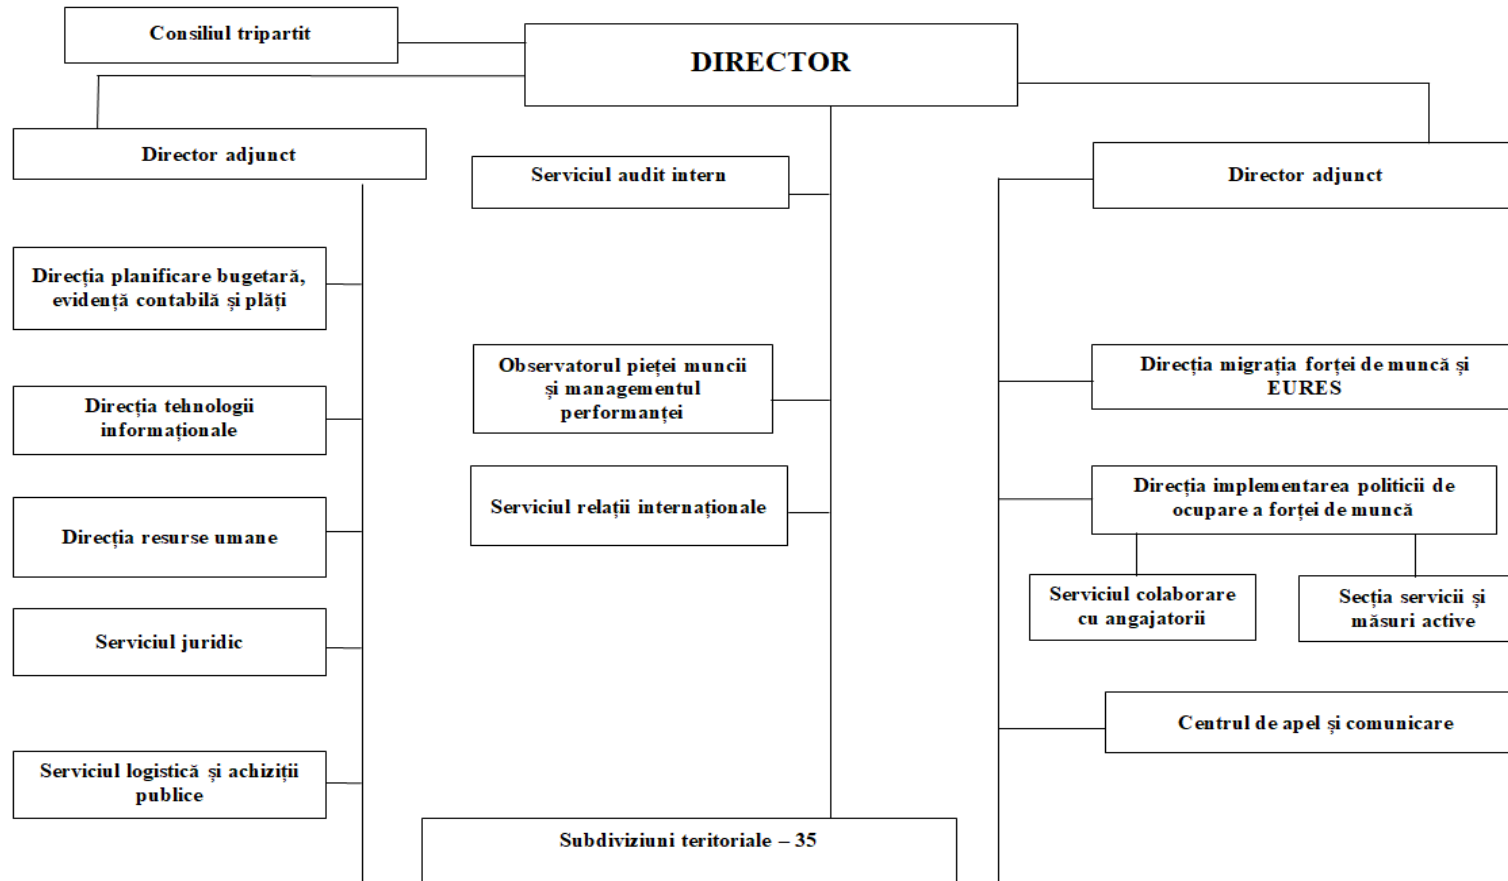 Consiliul tripartit
DIRECTOR
Director adjunct
Serviciul audit intern
Director adjunct
Direcția planificare bugetară,
evidență contabilă și plăți
Observatorul pieței muncii
și managementul
performanței
Direcția migrația forței de muncă și
EURES
Direcția tehnologii
informaționale
Serviciul relații internaționale
Direcția implementarea politicii de
ocupare a forței de muncă
Direcția resurse umane
Serviciul colaborare
cu angajatorii
Secția servicii și
măsuri active
Serviciul juridic
Centrul de apel și comunicare
Serviciul logistică și achiziții
publice
Subdiviziuni teritoriale – 35